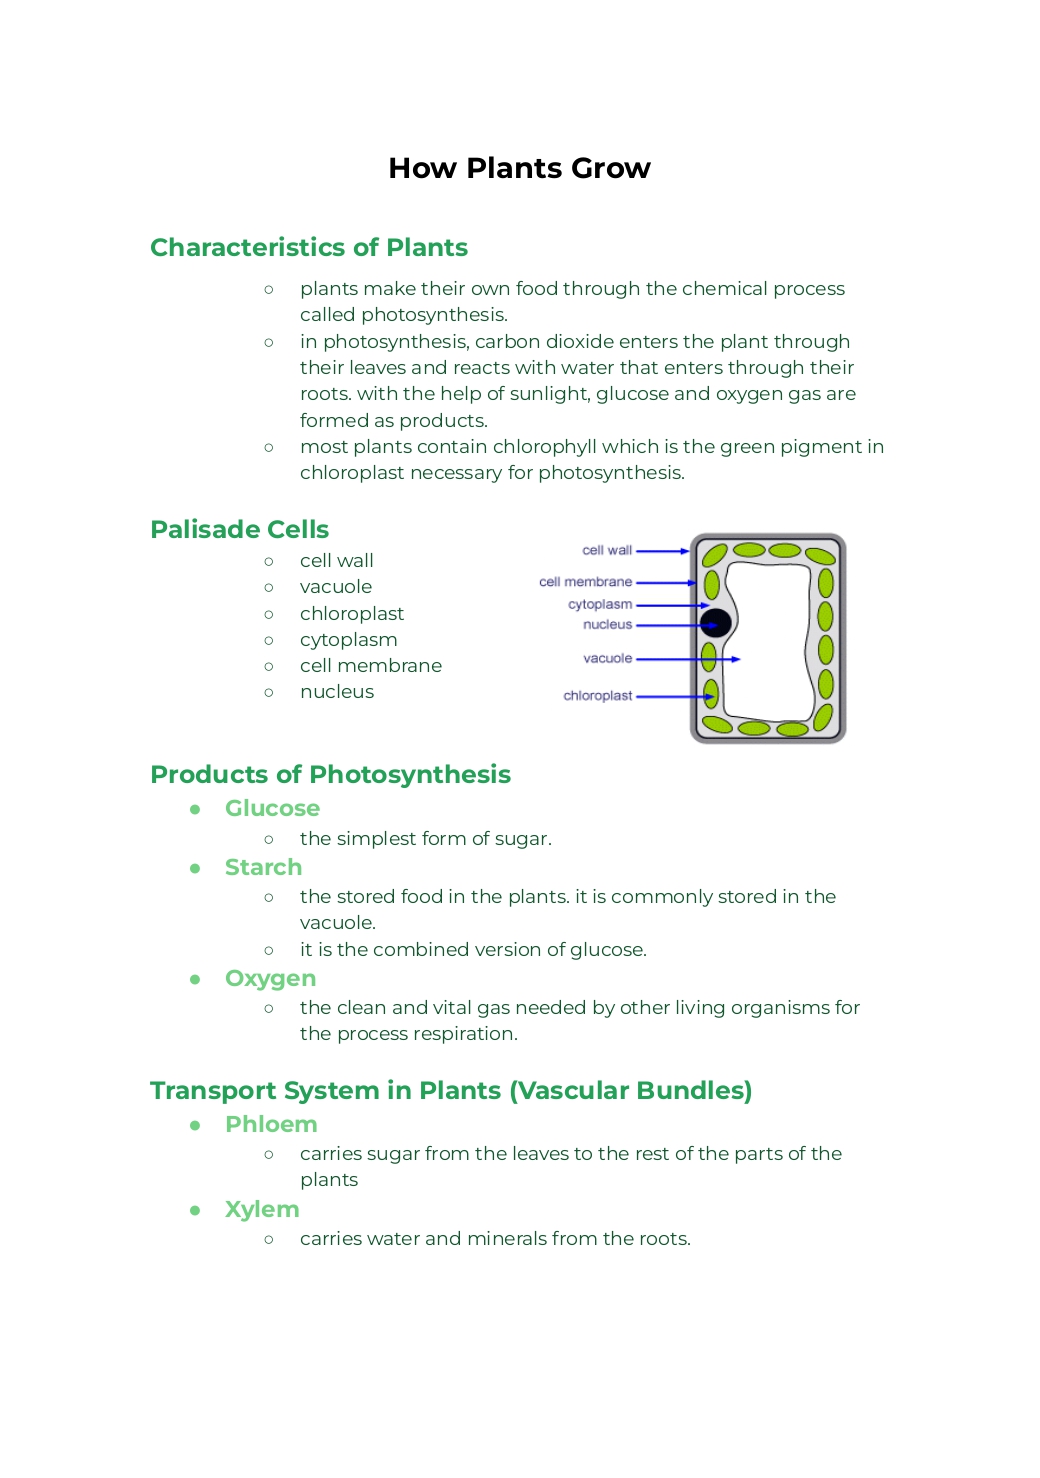 How Plants Grow
Characteristics of Plants
○ plants make their own food through the chemical process
called photosynthesis.
○ in photosynthesis, carbon dioxide enters the plant through
their leaves and reacts with water that enters through their
roots. with the help of sunlight, glucose and oxygen gas are
formed as products.
○ most plants contain chlorophyll which is the green pigment in
chloroplast necessary for photosynthesis.
Palisade Cells
○ cell wall
○ vacuole
○ chloroplast
○ cytoplasm
○ cell membrane
○ nucleus
cell wall
cell membrane
cytoplasm
nucleus
vacuole
chloroplast
Products of Photosynthesis
● Glucose
○ the simplest form of sugar.
● Starch
○ the stored food in the plants. it is commonly stored in the
vacuole.
○ it is the combined version of glucose.
● Oxygen
○ the clean and vital gas needed by other living organisms for
the process respiration.
Transport System in Plants (Vascular Bundles)
● Phloem
○ carries sugar from the leaves to the rest of the parts of the
plants
● Xylem
○ carries water and minerals from the roots.